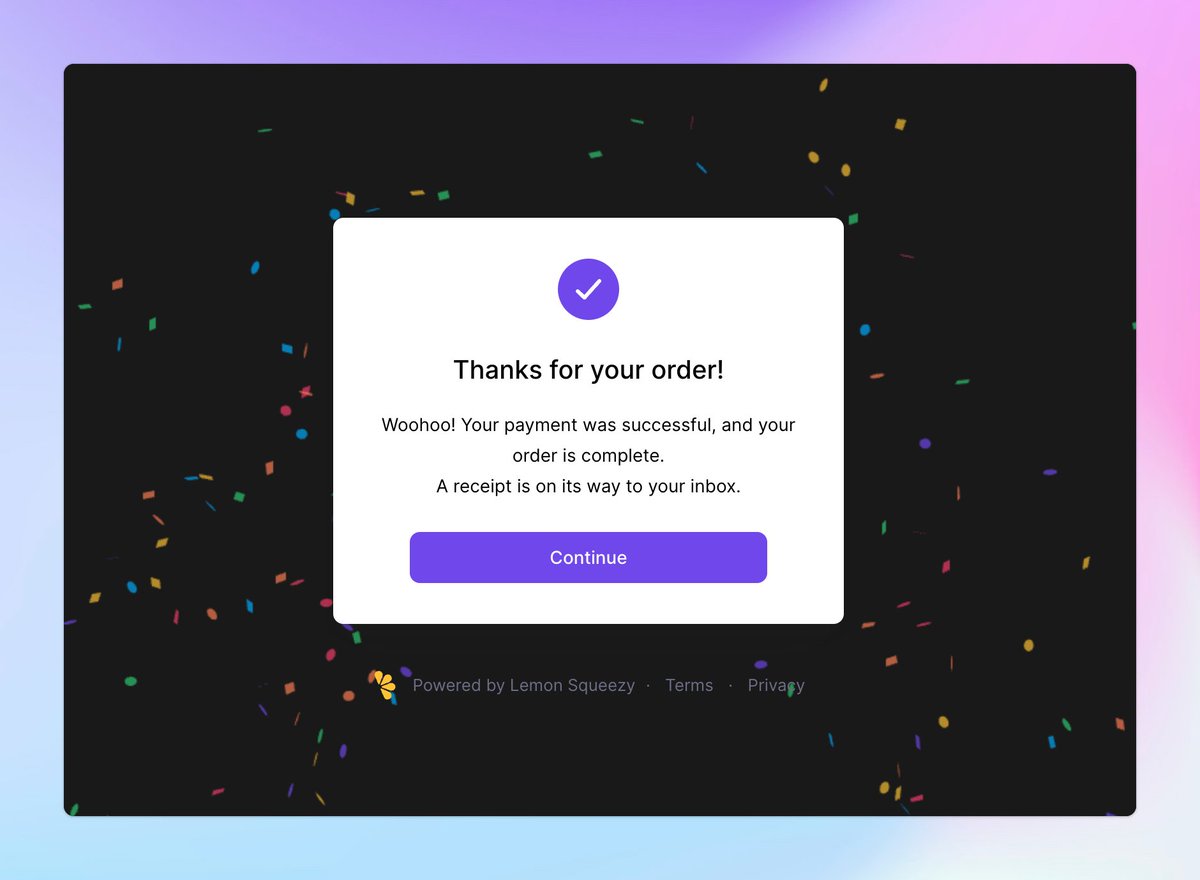 Thanks for your order!
Woohoo! Your payment was successful, and your
order is complete.
A receipt is on its way to your inbox.
Continue
Powered by Lemon Squeezy · Terms · Privacy